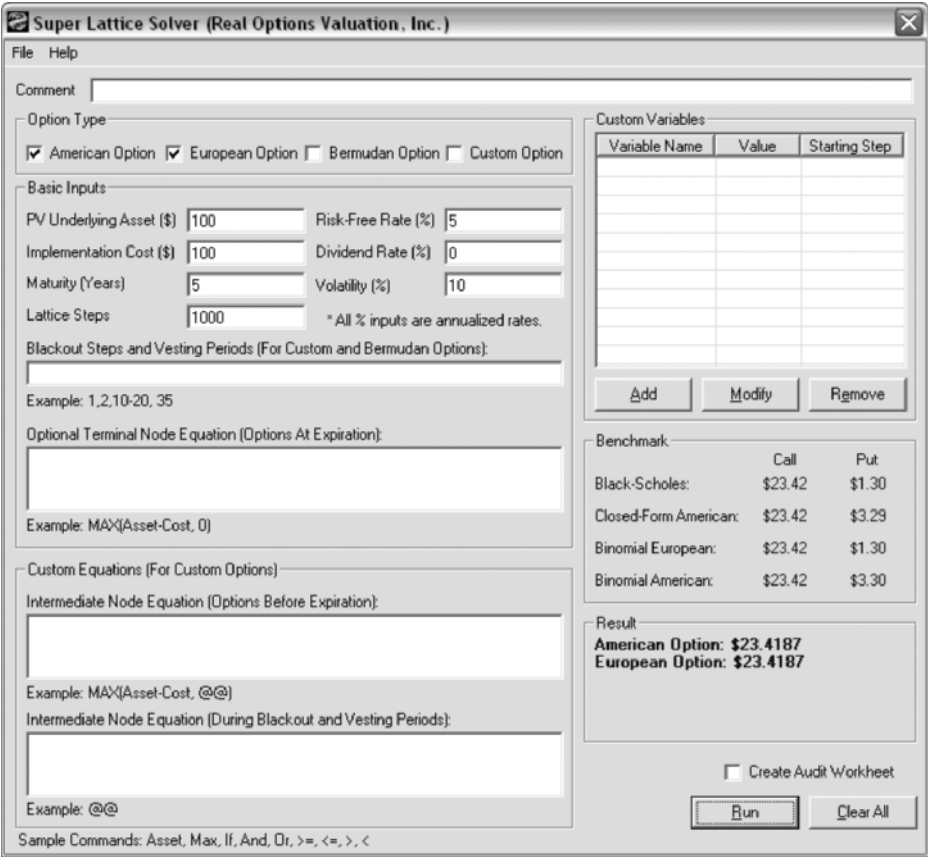 Super Lattice Solver (Real Options Valuation, Inc.)
File Help
Comment
Option Type
American Option European Option Bermudan Option Custom Option
Basic Inputs
PV Underlying Asset ($) 100 Risk-Free Rate (%) 5
Implementation Cost ($) 100 Dividend Rate (%) 0
Maturity (Years) 5 Volatility (%) 10
Lattice Steps 1000 * All % inputs are annualized rates.
Blackout Steps and Vesting Periods (For Custom and Bermudan Options):
Example: 1,2,10-20, 35
Optional Terminal Node Equation (Options At Expiration):
Example: MAX(Asset-Cost, 0)
Custom Equations (For Custom Options)
Intermediate Node Equation (Options Before Expiration):
Example: MAX(Asset-Cost, @@)
Intermediate Node Equation (During Blackout and Vesting Periods):
Example: @@
Sample Commands: Asset, Max, If, And, Or, >=, <=, >, <
Custom Variables
Variable Name Value Starting Step
Add Modify Remove
Benchmark
Call Put
Black-Scholes: $23.42 $1.30
Closed-Form American: $23.42 $3.29
Binomial European: $23.42 $1.30
Binomial American: $23.42 $3.30
Result
American Option: $23.4187
European Option: $23.4187
Create Audit Workheet
Run Clear All